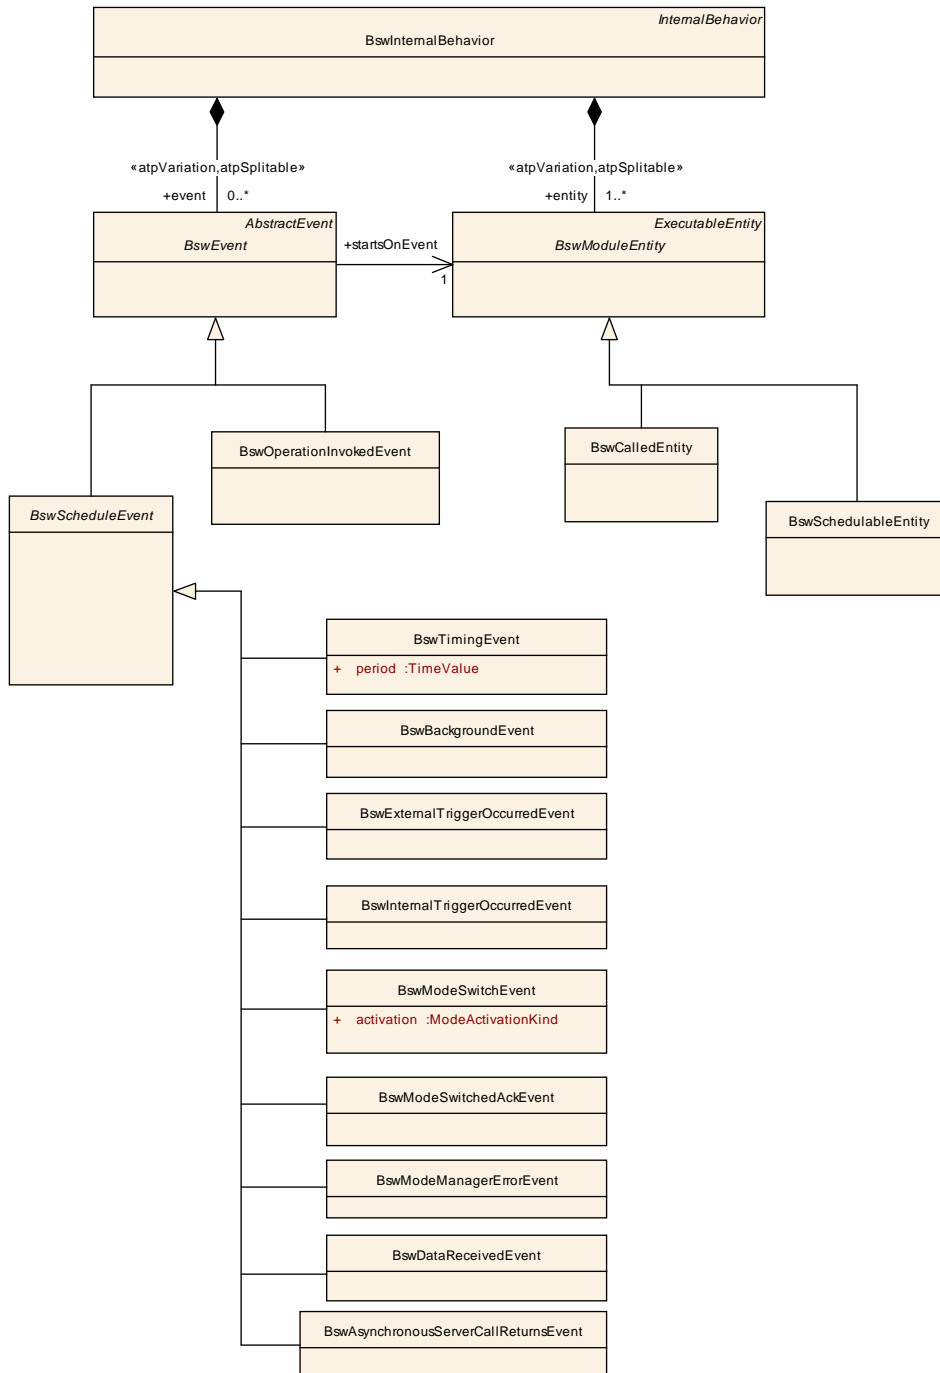 InternalBehavior
BswInternalBehavior
«atpVariation,atpSplitable»
+event 0..*
«atpVariation,atpSplitable»
+entity 1..*
AbstractEvent
BswEvent
+startsOnEvent
1
ExecutableEntity
BswModuleEntity
BswOperationInvokedEvent
BswCalledEntity
BswScheduleEvent
BswSchedulableEntity
BswTimingEvent
+ period :TimeValue
BswBackgroundEvent
BswExternalTriggerOccurredEvent
BswInternalTriggerOccurredEvent
BswModeSwitchEvent
+ activation :ModeActivationKind
BswModeSwitchedAckEvent
BswModeManagerErrorEvent
BswDataReceivedEvent
BswAsynchronousServerCallReturnsEvent